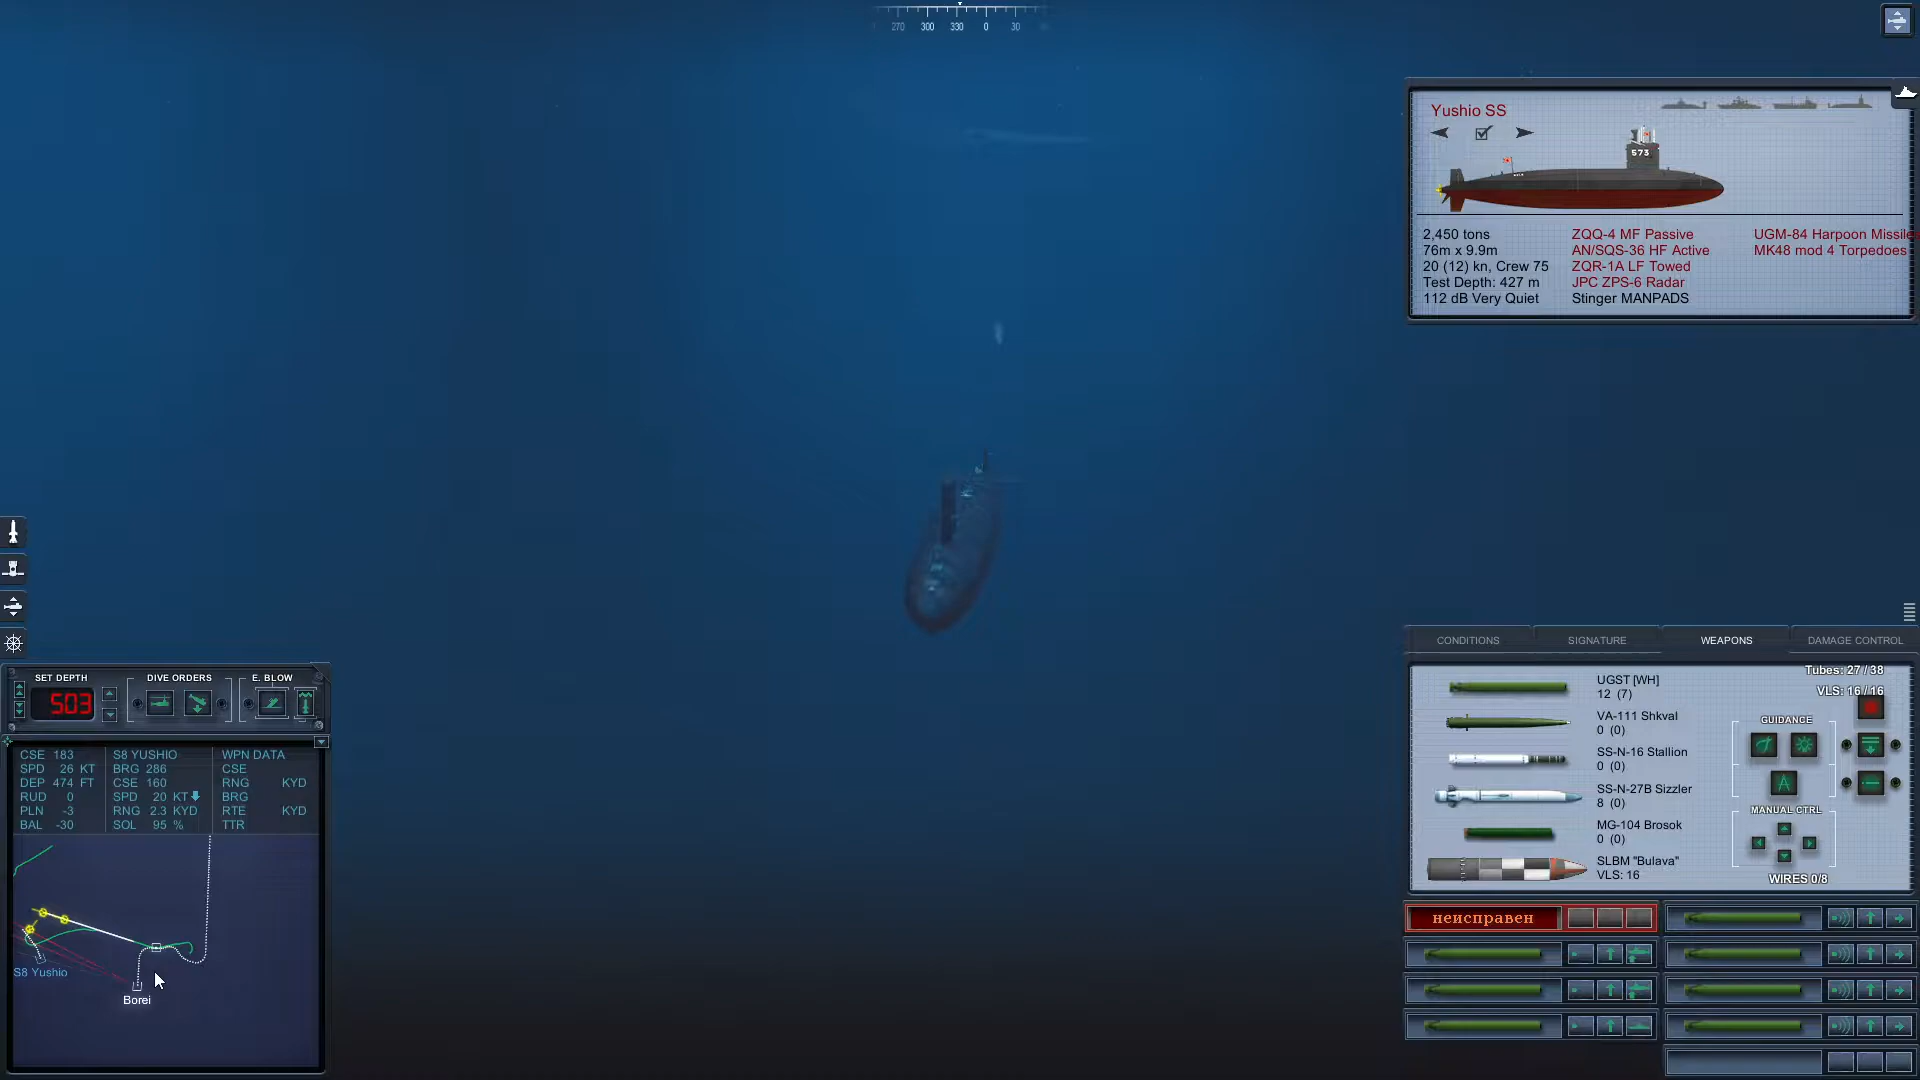 270 300 330 0 30
Yushio SS
573
2,450 tons
76m x 9.9m
20 (12) kn, Crew 75
Test Depth: 427 m
112 dB Very Quiet
ZQQ-4 MF Passive
AN/SQS-36 HF Active
ZQR-1A LF Towed
JPC ZPS-6 Radar
Stinger MANPADS
UGM-84 Harpoon Missile
MK48 mod 4 Torpedoes
SET DEPTH
503
DIVE ORDERS
E. BLOW
CSE 183
SPD 26 KT
DEP 474 FT
RUD 0
PLN -3
BAL -30
S8 YUSHIO
BRG 286
CSE 160
SPD 20 KT
RNG 2.3 KYD
SOL 95 %
WPN DATA
CSE
RNG KYD
BRG
RTE KYD
TTR
S8 Yushio
Borei
CONDITIONS
SIGNATURE
WEAPONS
DAMAGE CONTROL
Tubes: 27 / 38
VLS: 16 / 16
UGST [WH]
12 (7)
VA-111 Shkval
0 (0)
SS-N-16 Stallion
0 (0)
SS-N-27B Sizzler
8 (0)
MG-104 Brosok
0 (0)
SLBM "Bulava"
VLS: 16
GUIDANCE
MANUAL CTRL
WIRES 0/8
неисправен